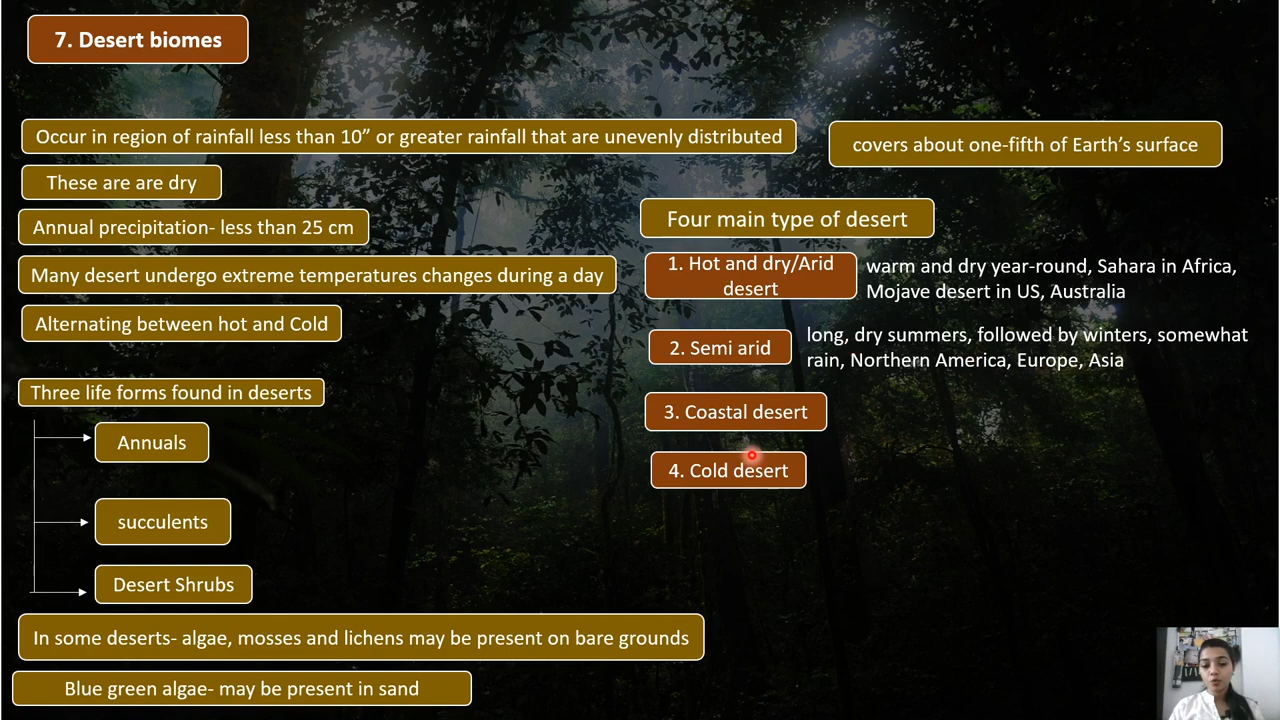 7. Desert biomes
Occur in region of rainfall less than 10” or greater rainfall that are unevenly distributed
covers about one-fifth of Earth’s surface
These are are dry
Annual precipitation- less than 25 cm
Many desert undergo extreme temperatures changes during a day
Alternating between hot and Cold
Three life forms found in deserts
Annuals
succulents
Desert Shrubs
In some deserts- algae, mosses and lichens may be present on bare grounds
Blue green algae- may be present in sand
Four main type of desert
1. Hot and dry/Arid
desert
warm and dry year-round, Sahara in Africa,
Mojave desert in US, Australia
2. Semi arid
long, dry summers, followed by winters, somewhat
rain, Northern America, Europe, Asia
3. Coastal desert
4. Cold desert